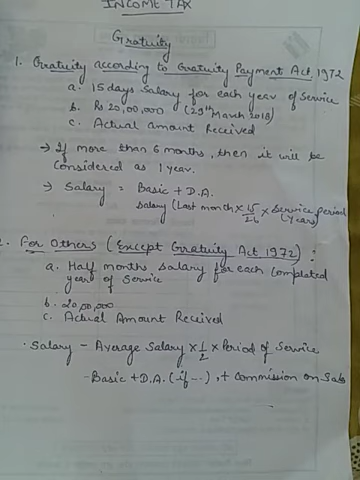 INCOME TAX
Gratuity
1. Gratuity according to Gratuity Payment Act, 1972
a. 15 days Salary for each year of Service
b. Rs 20,00,000 (29th March 2018)
c. Actual amount Received
→ If more than 6 months, then it will be
considered as 1 year.
→ Salary = Basic + D.A.
Salary (Last month × 15/26 × Service period
(Years)
2. For Others (Except Gratuity Act 1972) :
a. Half months Salary for each completed
year of Service
b. 20,00,000
c. Actual Amount Received
. Salary - Average Salary × 1/2 × Period of Service
- Basic + D.A. (if ...), + Commission on Sales